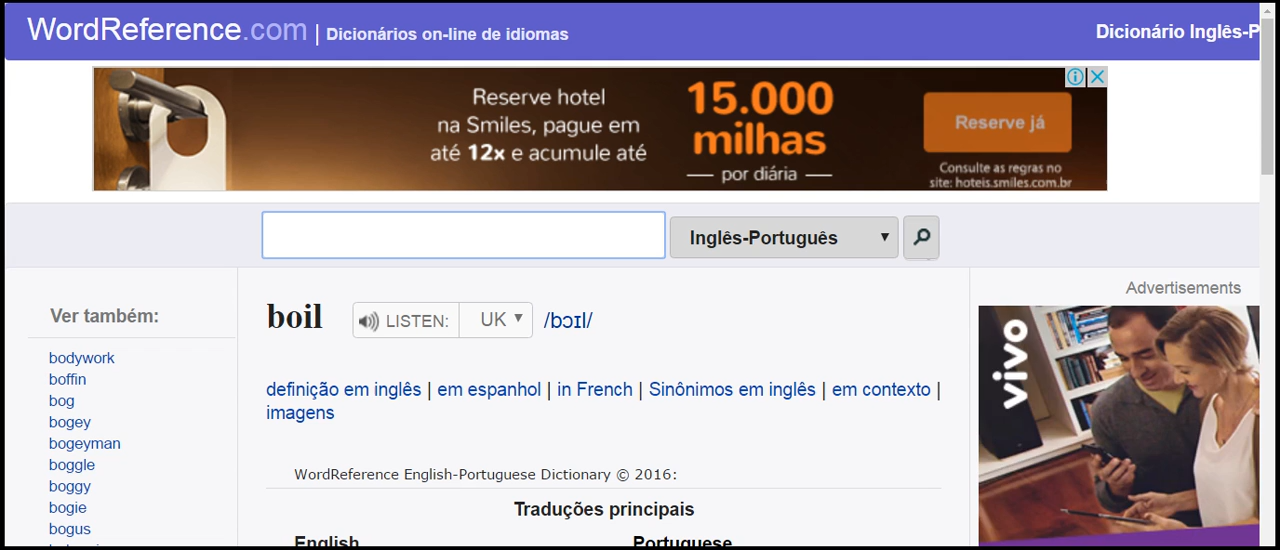 WordReference.com | Dicionários on-line de idiomas
Dicionário Inglês-P
Reserve hotel
na Smiles, pague em
até 12x e acumule até
15.000
milhas
— por diária —
Reserve já
Consulte as regras no
site: hoteis.smiles.com.br
Inglês-Português
Ver também:
bodywork
boffin
bog
bogey
bogeyman
boggle
boggy
bogie
bogus
boil
LISTEN:
UK
/bɔɪl/
definição em inglês | em espanhol | in French | Sinônimos em inglês | em contexto |
imagens
WordReference English-Portuguese Dictionary © 2016:
Traduções principais
English
Portuguese
Advertisements
vivo